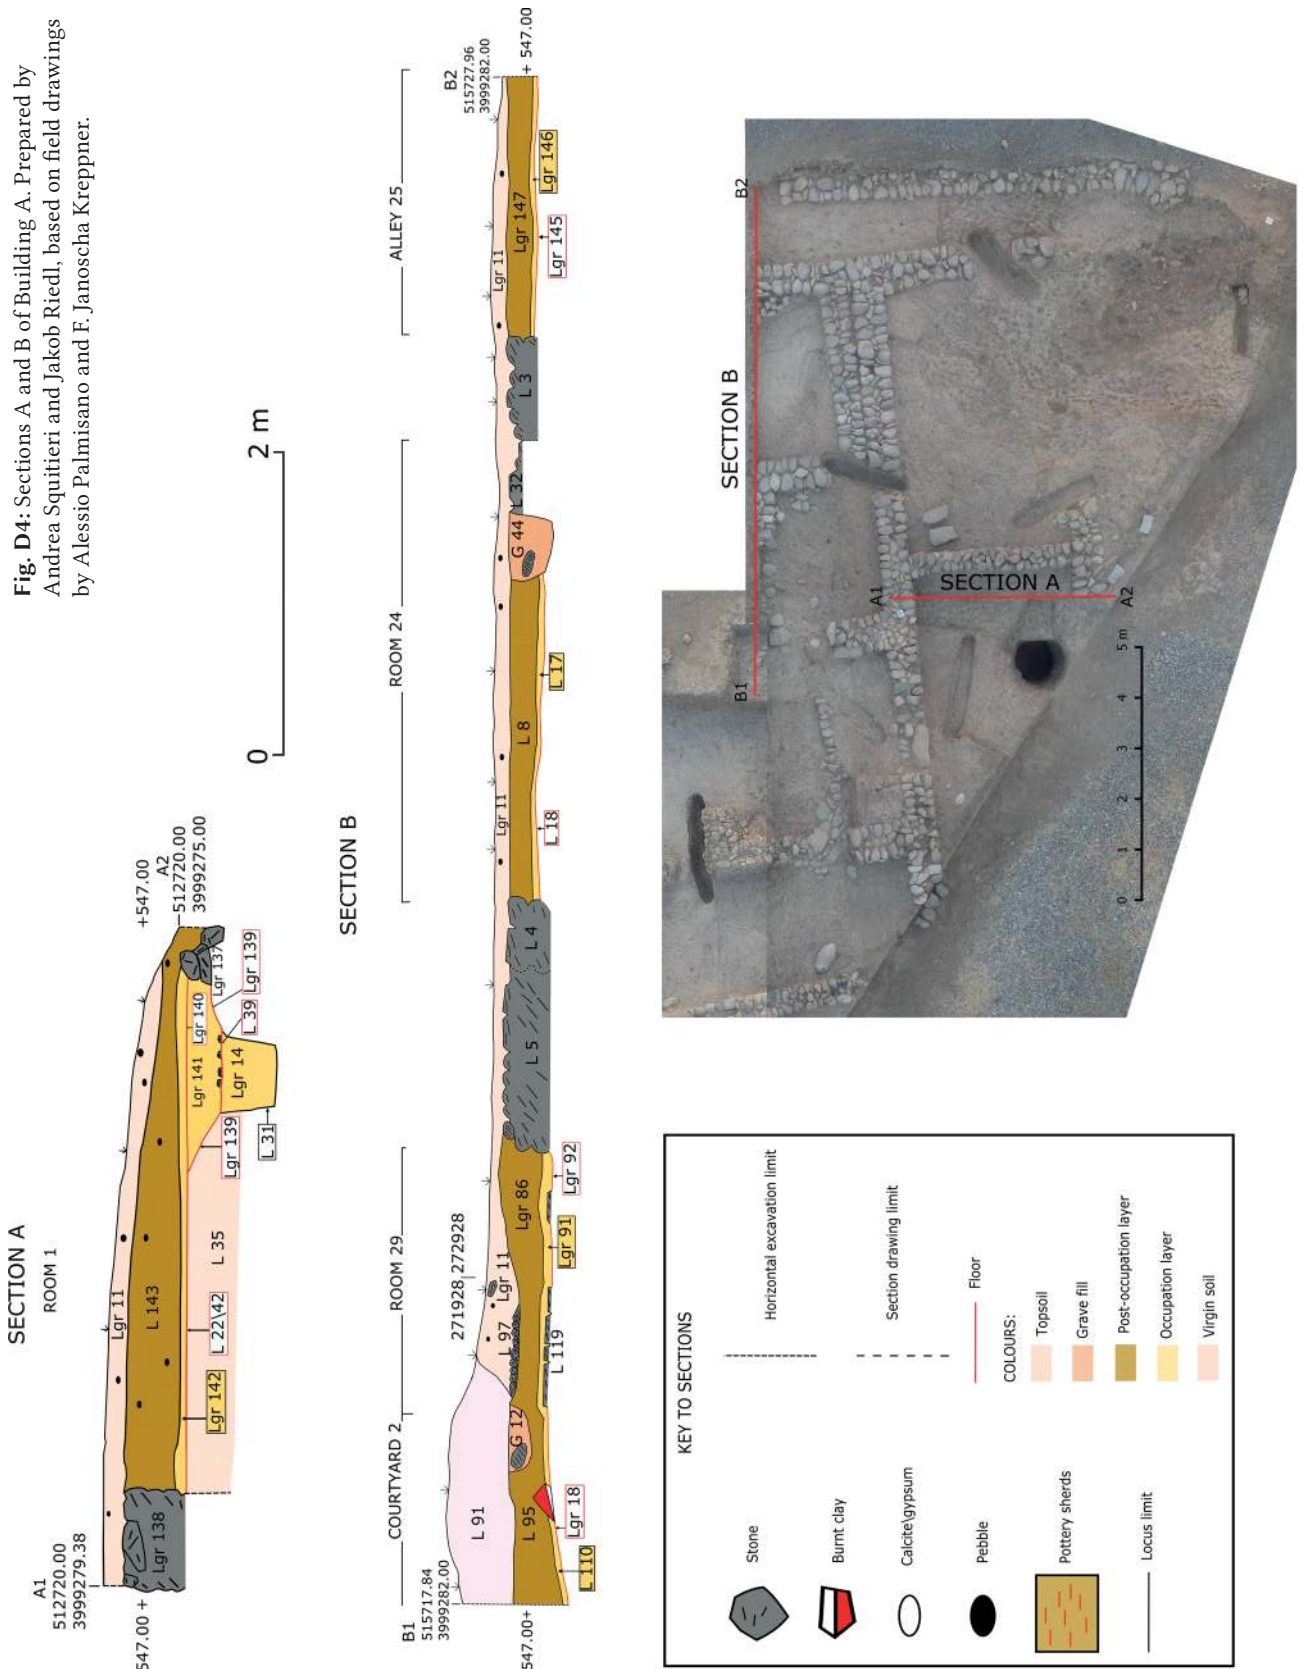 Fig. D4: Sections A and B of Building A. Prepared by
Andrea Squitieri and Jakob Riedl, based on field drawings
by Alessio Palmisano and F. Janoscha Kreppner.
SECTION A
ROOM 1
A1
512720.00
3999279.38
547.00 +
+547.00
A2
512720.00
3999275.00
Lgr 11
L 143
Lgr 138
Lgr 142
L 22\42
L 35
Lgr 141
Lgr 140
Lgr 137
Lgr 139
L 39
Lgr 14
Lgr 139
L 31
0
2 m
SECTION B
COURTYARD 2
ROOM 29
ROOM 24
ALLEY 25
B1
515717.84
3999282.00
547.00+
271928
272928
B2
515727.96
3999282.00
+ 547.00
L 91
L 95
G 12
L 97
Lgr 11
Lgr 86
L 5
L 4
Lgr 11
L 8
G 44
L 32
L 3
Lgr 11
Lgr 147
L 110
Lgr 18
L 119
Lgr 91
Lgr 92
L 18
L 17
Lgr 145
Lgr 146
KEY TO SECTIONS
Stone
Burnt clay
Calcite\gypsum
Pebble
Pottery sherds
Locus limit
Horizontal excavation limit
Section drawing limit
Floor
COLOURS:
Topsoil
Grave fill
Post-occupation layer
Occupation layer
Virgin soil
SECTION B
B1
B2
SECTION A
A1
A2
0
1
2
3
4
5 m